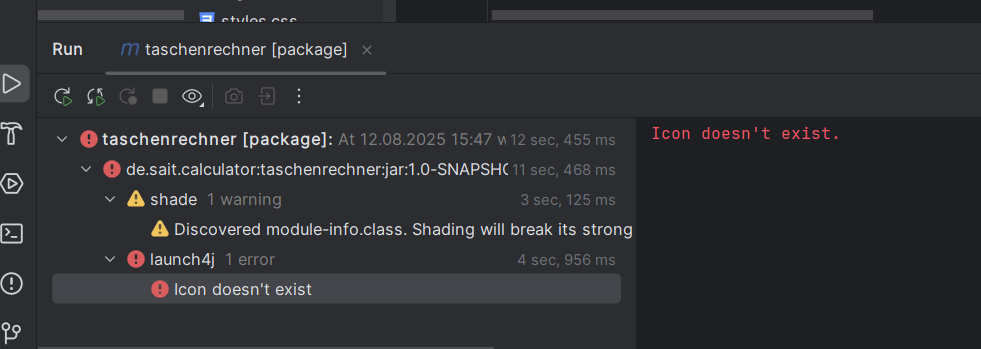 styles.css
Run
taschenrechner [package]
taschenrechner [package]: At 12.08.2025 15:47 w 12 sec, 455 ms
Icon doesn't exist.
de.sait.calculator:taschenrechner:jar:1.0-SNAPSHO 11 sec, 468 ms
shade 1 warning 3 sec, 125 ms
Discovered module-info.class. Shading will break its strong
launch4j 1 error 4 sec, 956 ms
Icon doesn't exist